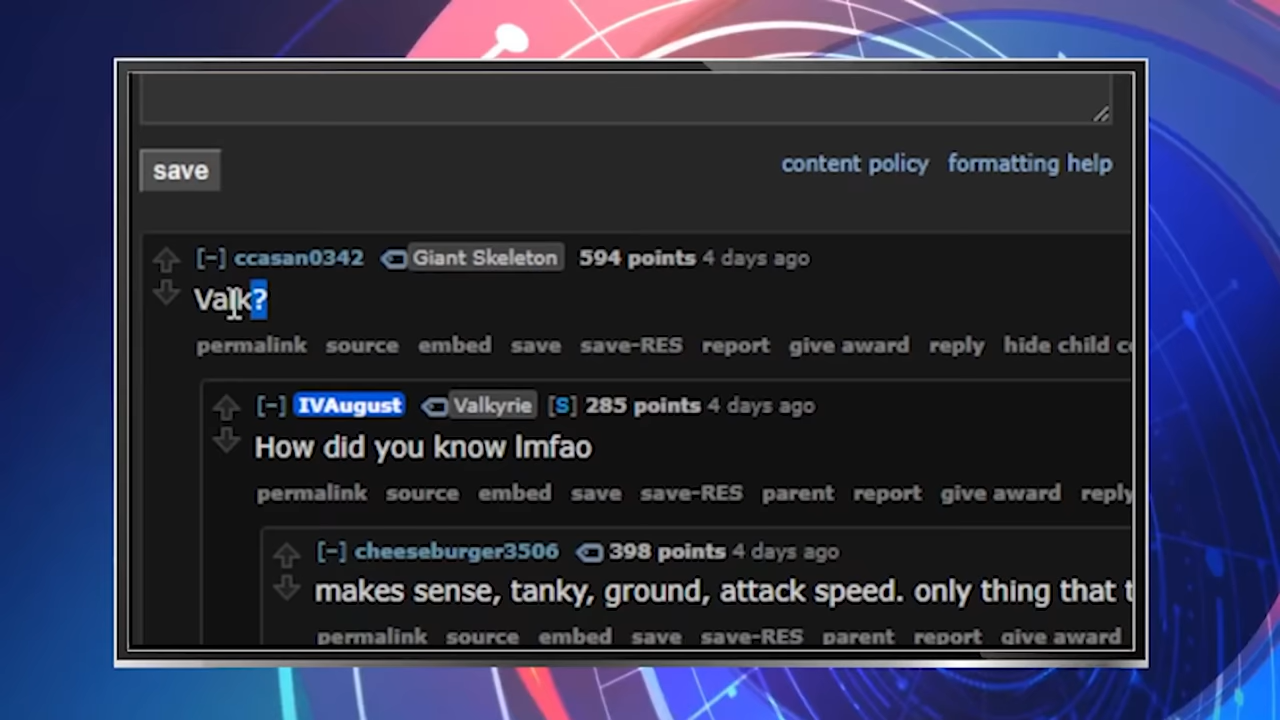 save
content policy formatting help
[–] ccasan0342 Giant Skeleton 594 points 4 days ago
Valk?
permalink source embed save save-RES report give award reply hide child
[–] IVAugust Valkyrie [S] 285 points 4 days ago
How did you know lmfao
permalink source embed save save-RES parent report give award reply
[–] cheeseburger3506 398 points 4 days ago
makes sense, tanky, ground, attack speed. only thing that
permalink source embed save save-RES parent report give award